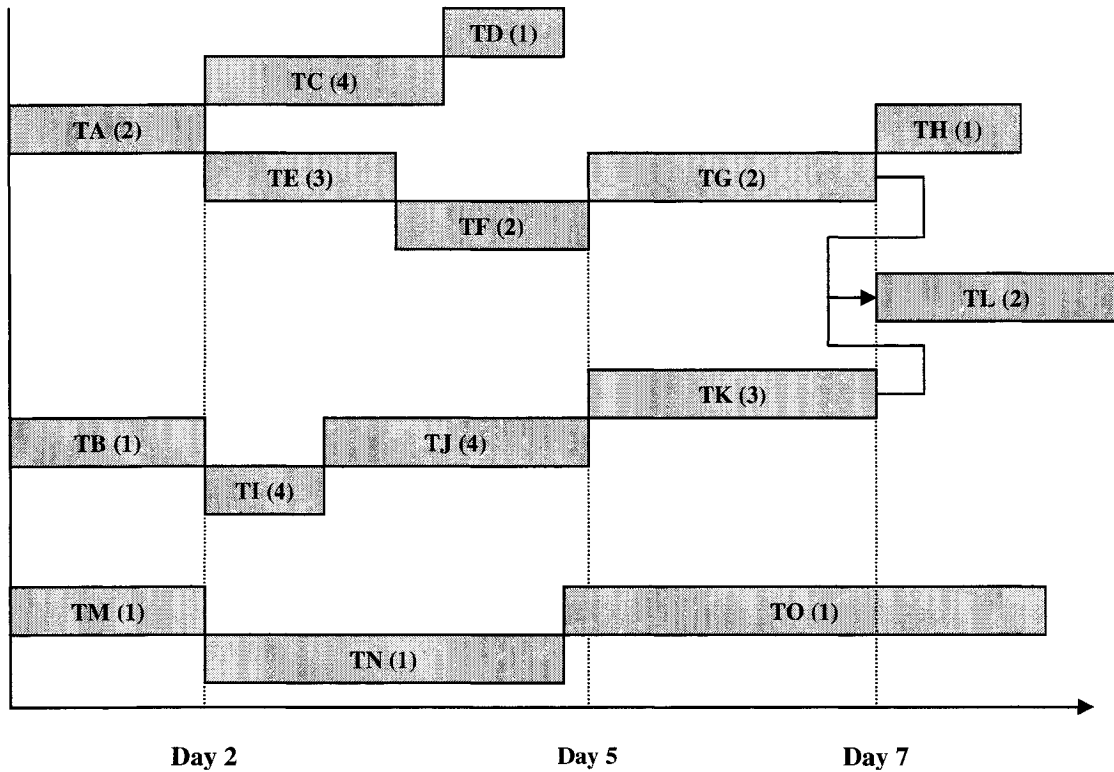 TD (1)
TC (4)
TA (2)
TH (1)
TE (3)
TG (2)
TF (2)
TL (2)
TK (3)
TB (1)
TJ (4)
TI (4)
TM (1)
TO (1)
TN (1)
Day 2
Day 5
Day 7